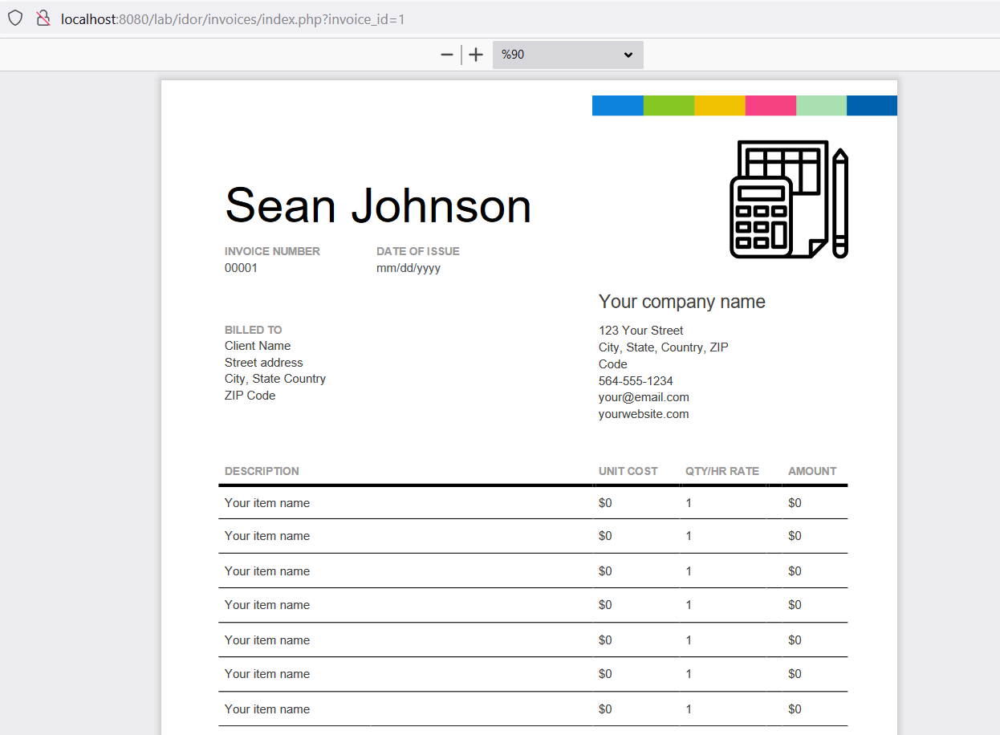 localhost:8080/lab/idor/invoices/index.php?invoice_id=1
%90
Sean Johnson
INVOICE NUMBER DATE OF ISSUE
00001 mm/dd/yyyy
Your company name
BILLED TO
Client Name
Street address
City, State Country
ZIP Code
123 Your Street
City, State, Country, ZIP
Code
564-555-1234
your@email.com
yourwebsite.com
DESCRIPTION UNIT COST QTY/HR RATE AMOUNT
Your item name $0 1 $0
Your item name $0 1 $0
Your item name $0 1 $0
Your item name $0 1 $0
Your item name $0 1 $0
Your item name $0 1 $0
Your item name $0 1 $0